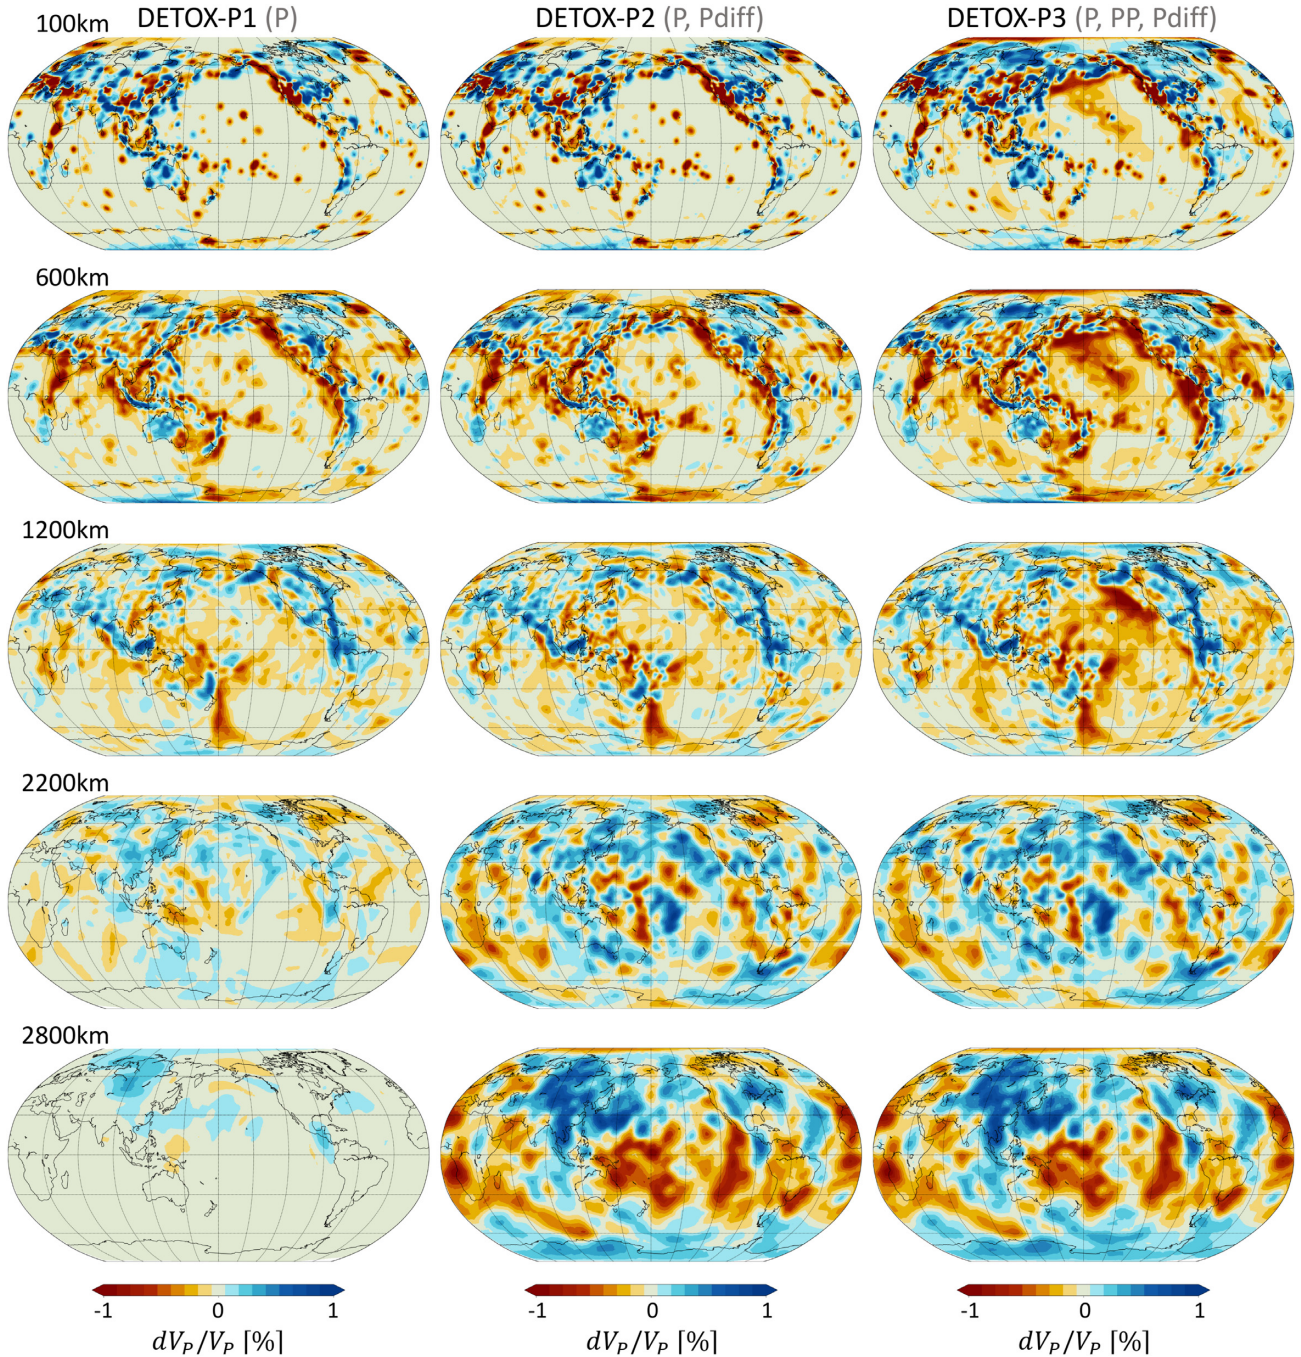 DETOX-P1 (P)
DETOX-P2 (P, Pdiff)
DETOX-P3 (P, PP, Pdiff)
100km
600km
1200km
2200km
2800km
-1 0 1
-1 0 1
-1 0 1
dV_P/V_P [%]
dV_P/V_P [%]
dV_P/V_P [%]